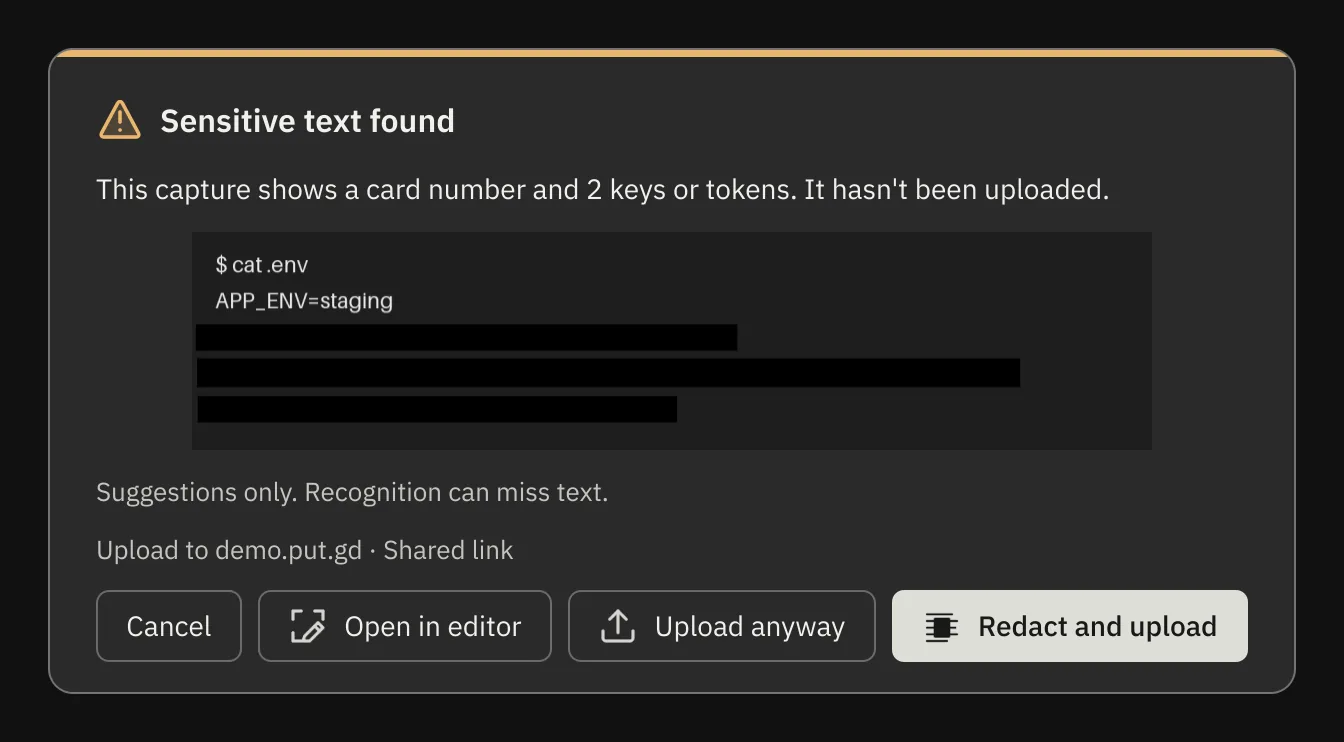 Sensitive text found
This capture shows a card number and 2 keys or tokens. It hasn't been uploaded.
$ cat .env
APP_ENV=staging
Suggestions only. Recognition can miss text.
Upload to demo.put.gd · Shared link
Cancel
Open in editor
Upload anyway
Redact and upload